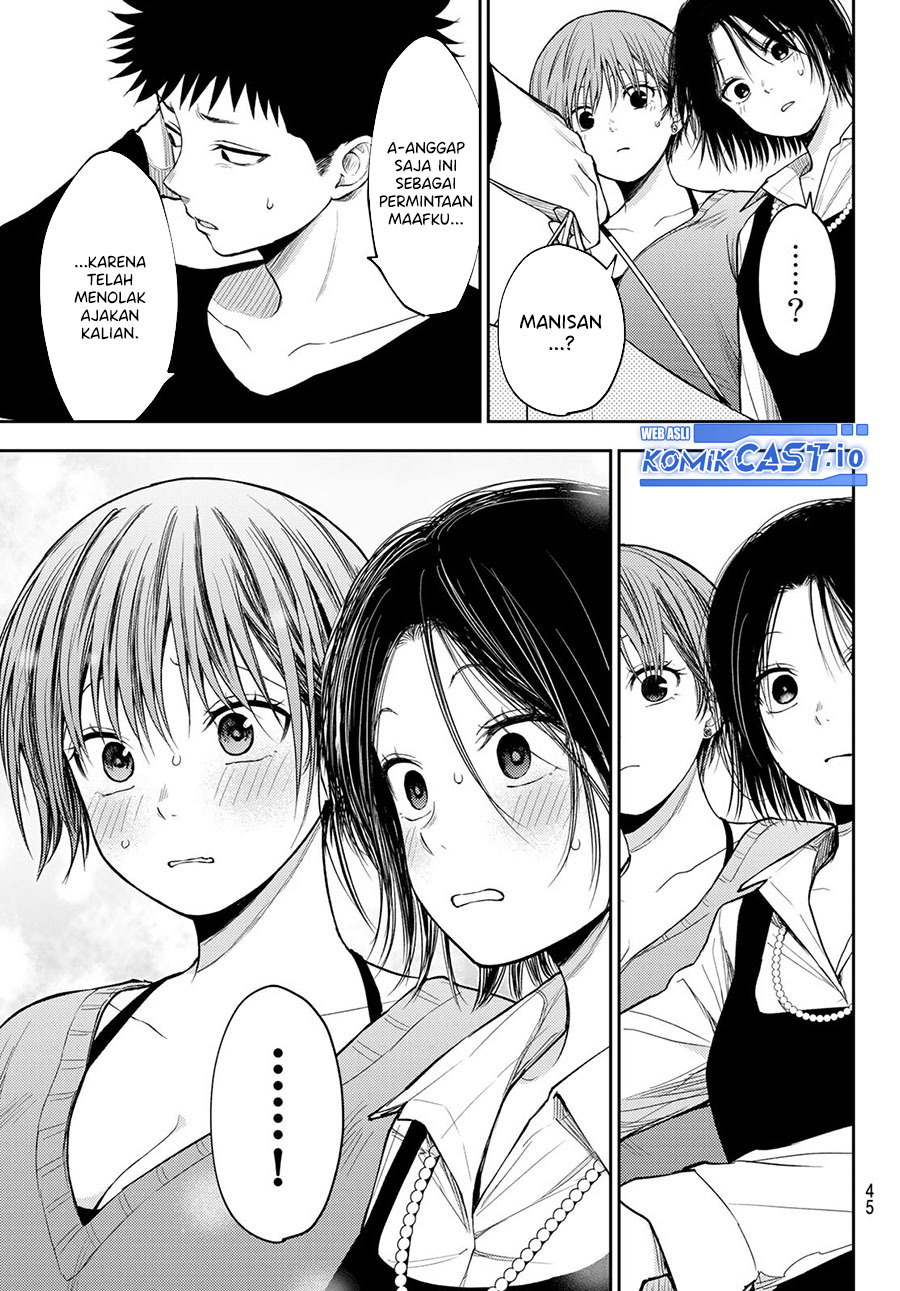 ......?
MANISAN
...?
A-ANGGAP
SAJA INI
SEBAGAI
PERMINTAAN
MAAFKU...
...KARENA
TELAH
MENOLAK
AJAKAN
KALIAN.
WEB ASLI
KOMIKCAST.io
.......!
45